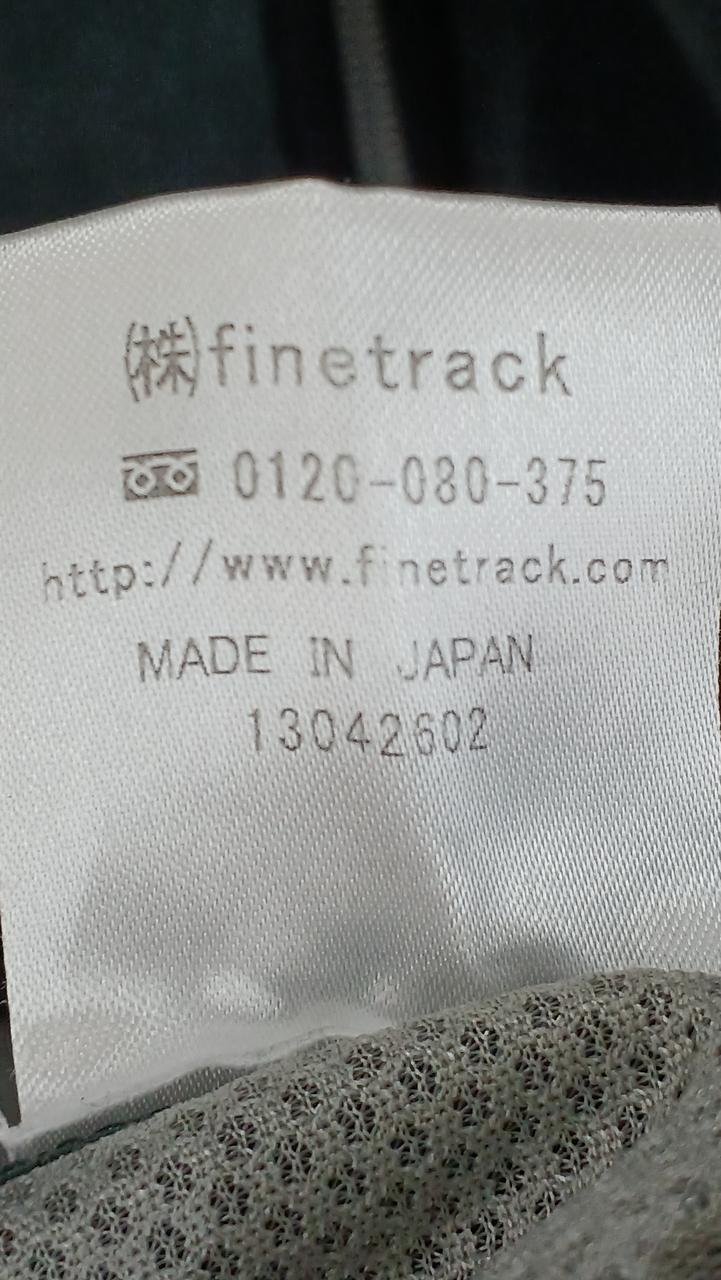 ㈱finetrack
0120-080-375
http://www.finetrack.com
MADE IN JAPAN
13042602